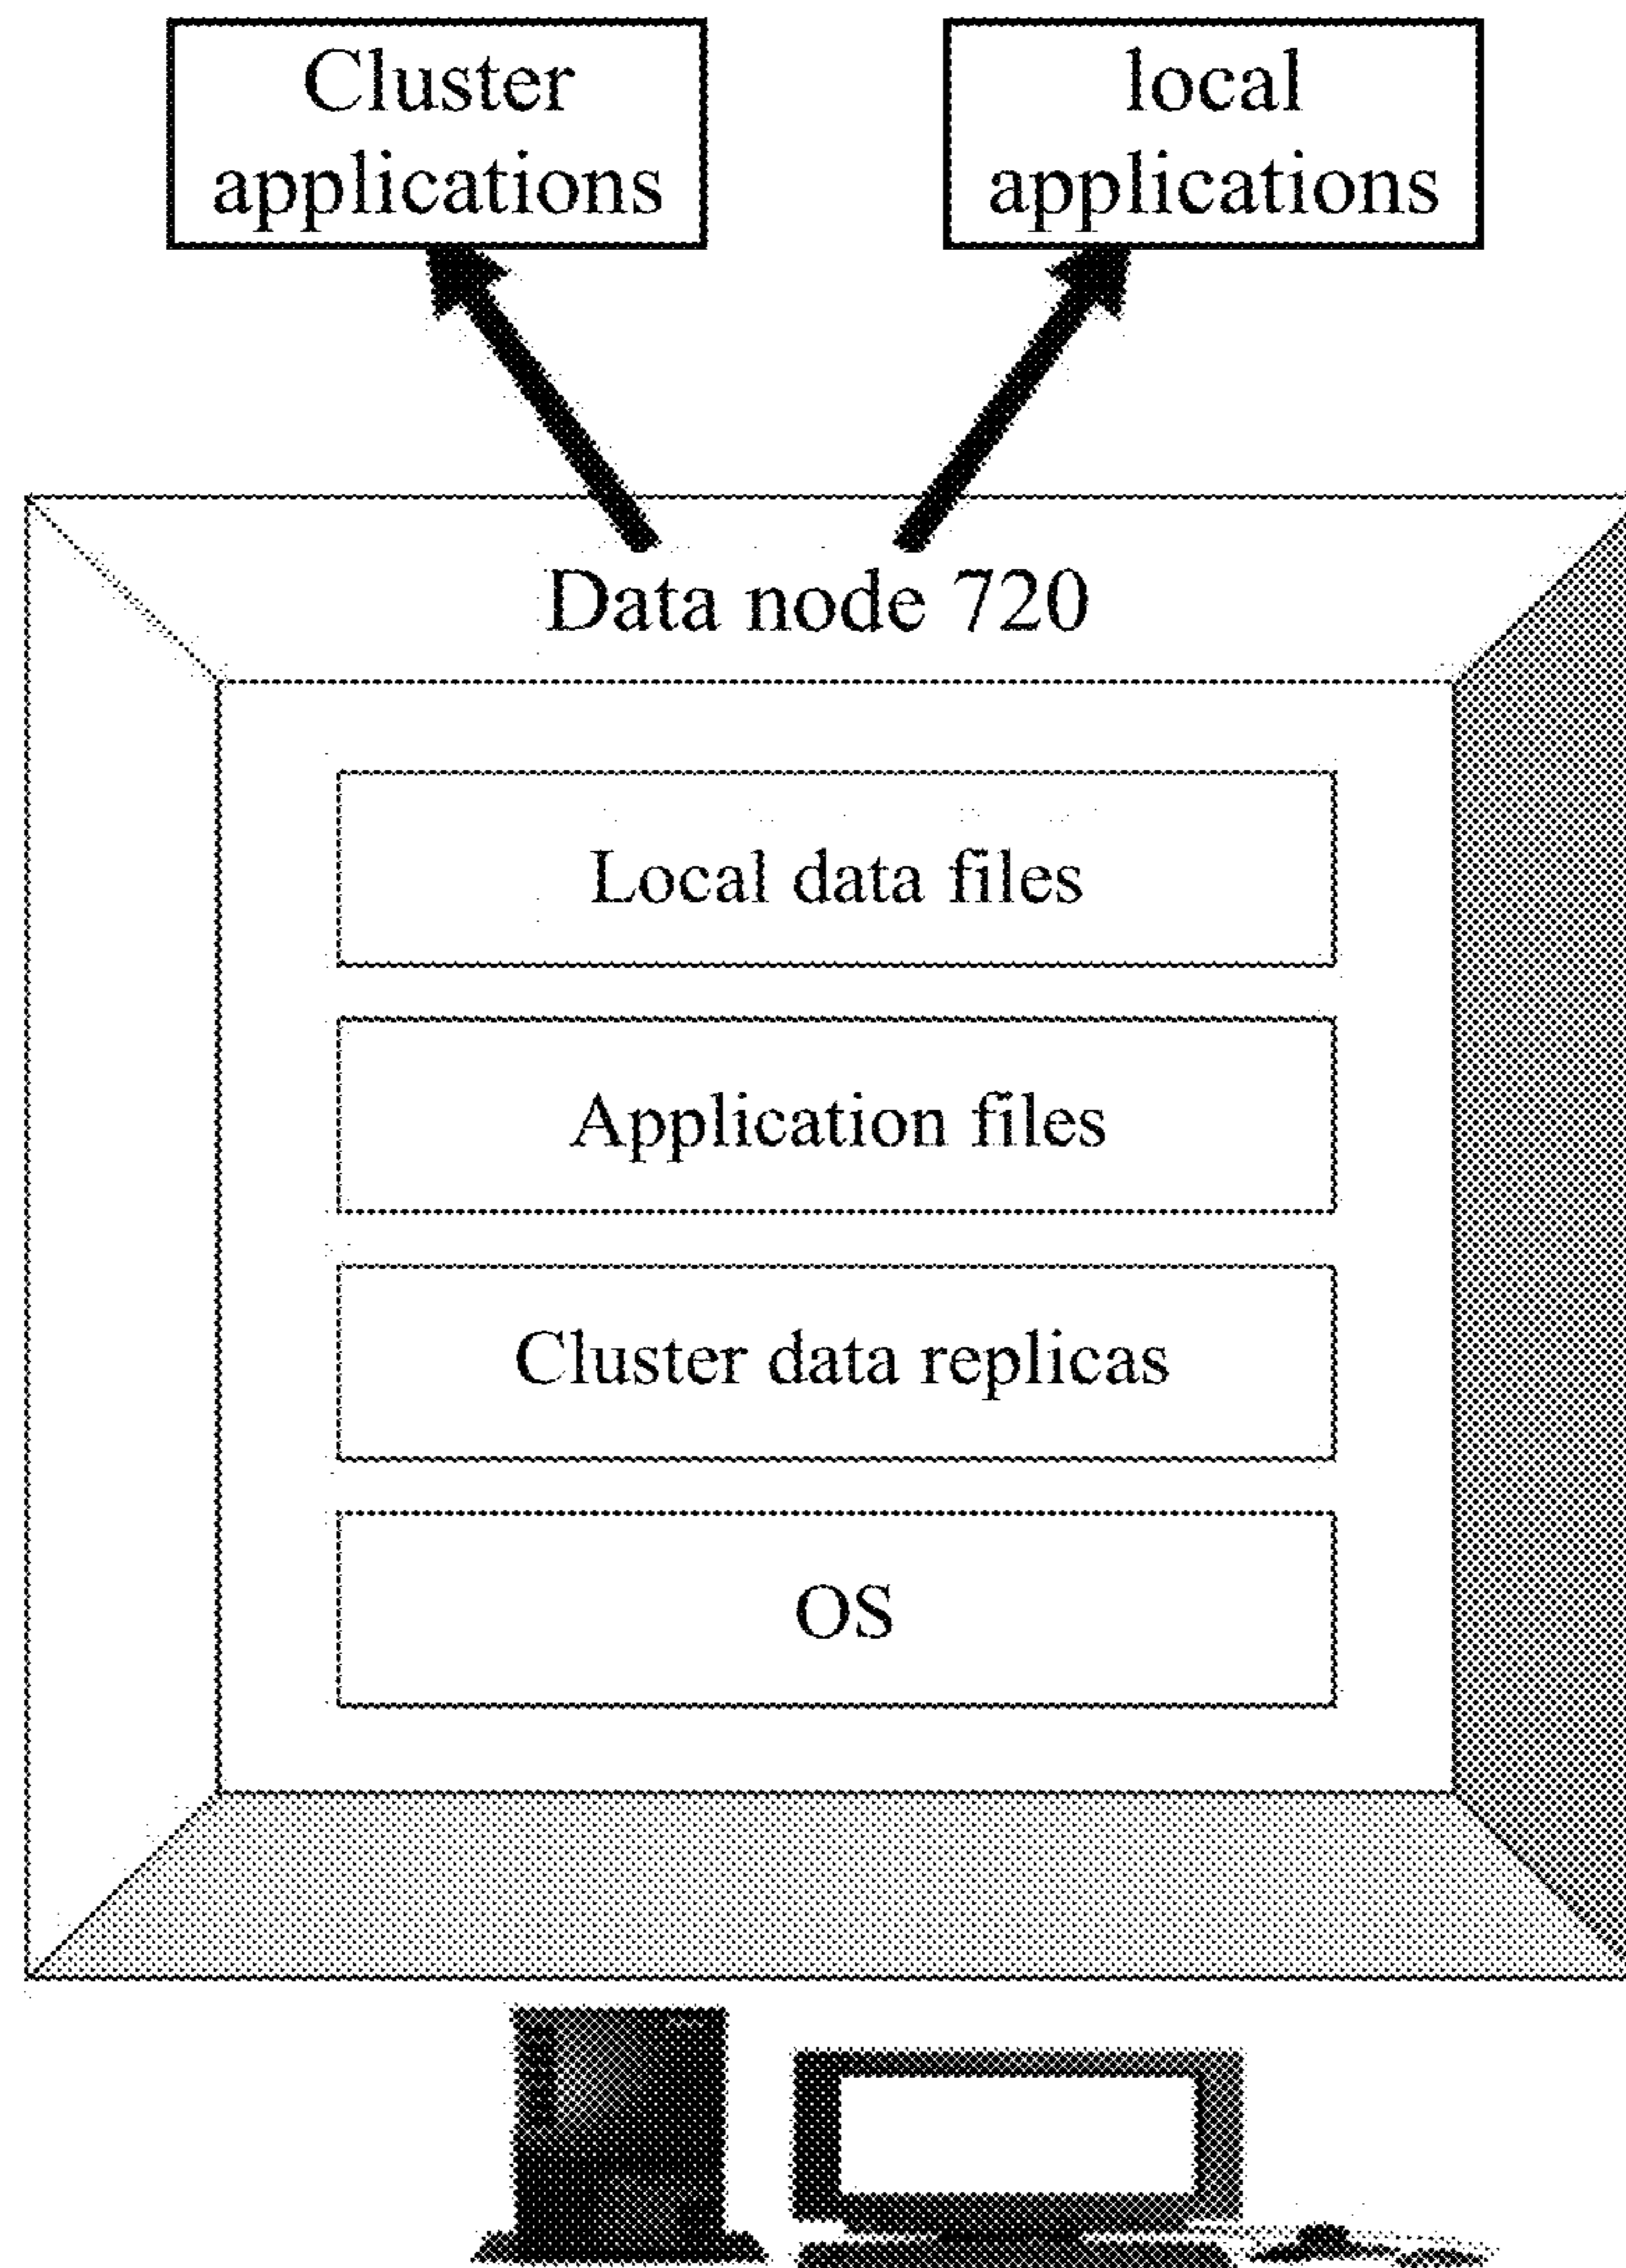 Cluster
applications
local
applications
Data node 720
Local data files
Application files
Cluster data replicas
OS